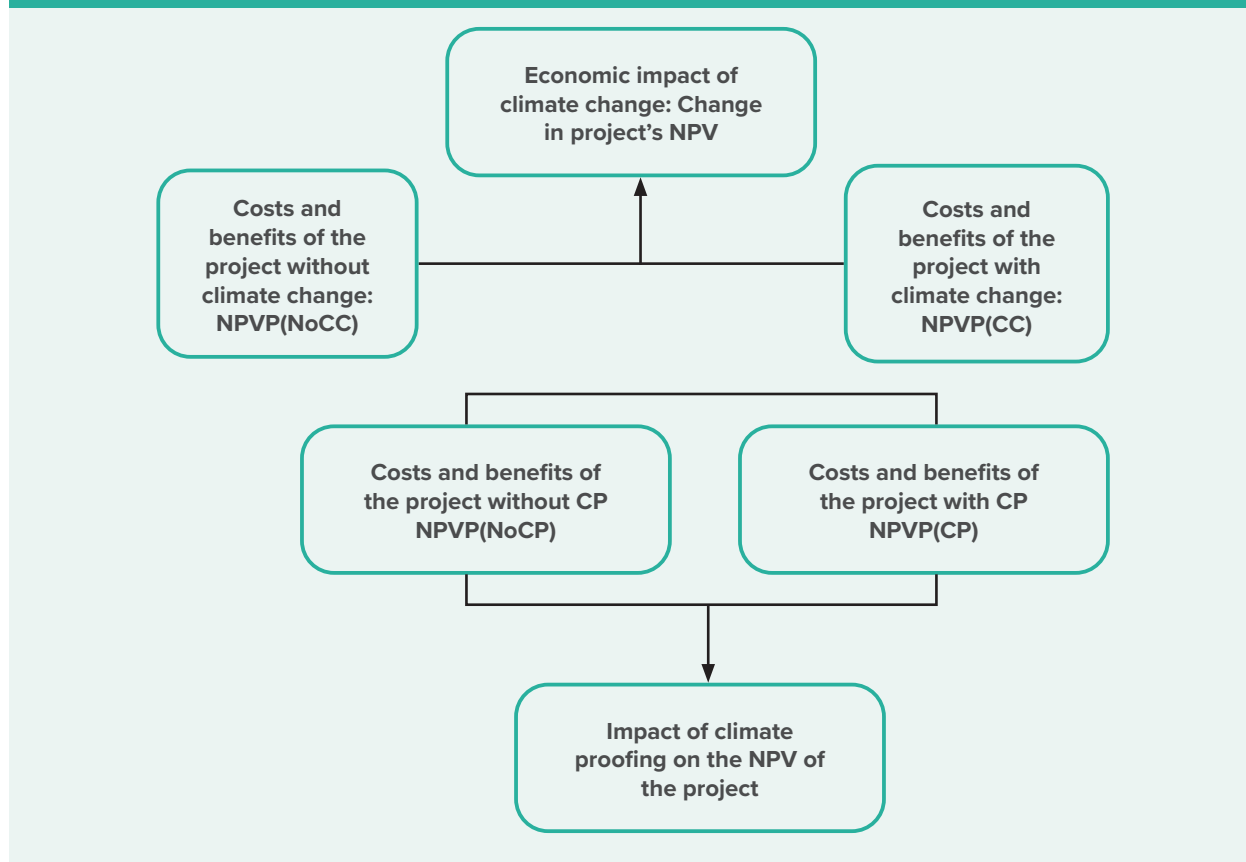 Economic impact of
climate change: Change
in project’s NPV
Costs and
benefits of the
project without
climate change:
NPVP(NoCC)
Costs and
benefits of the
project with
climate change:
NPVP(CC)
Costs and benefits of
the project without CP
NPVP(NoCP)
Costs and benefits of
the project with CP
NPVP(CP)
Impact of climate
proofing on the NPV of
the project